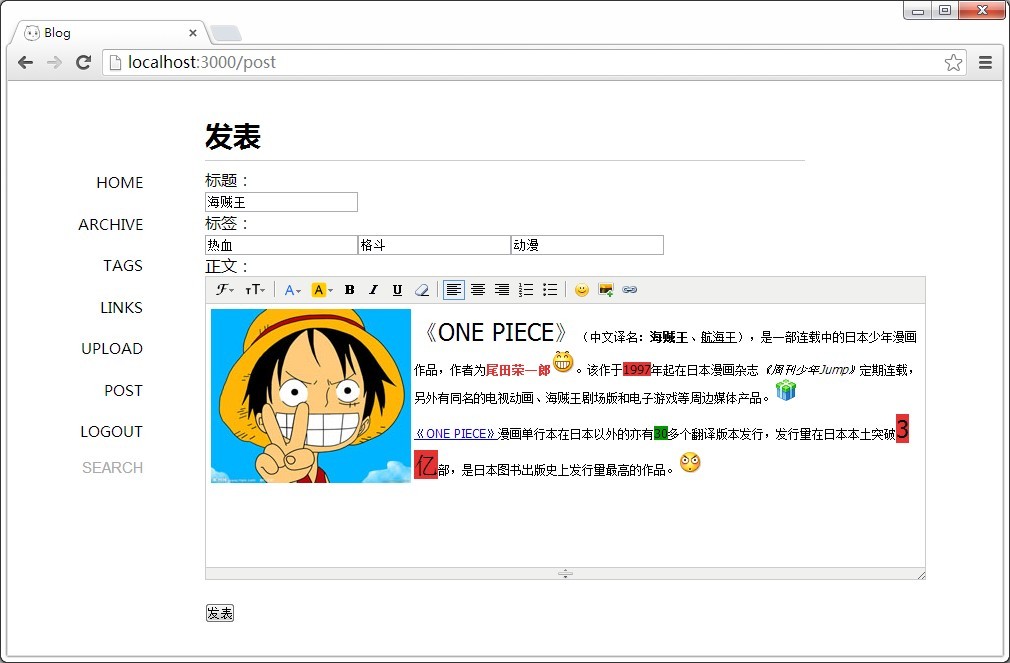 Blog
localhost:3000/post
发表
HOME
ARCHIVE
TAGS
LINKS
UPLOAD
POST
LOGOUT
SEARCH
标题：
海贼王
标签：
热血 格斗 动漫
正文：
《ONE PIECE》（中文译名：海贼王、航海王），是一部连载中的日本少年漫画
作品，作者为尾田荣一郎。该作于1997年起在日本漫画杂志《周刊少年Jump》定期连载，
另外有同名的电视动画、海贼王剧场版和电子游戏等周边媒体产品。
《ONE PIECE》漫画单行本在日本以外的亦有30多个翻译版本发行，发行量在日本本土突破3
亿部，是日本图书出版史上发行量最高的作品。
发表